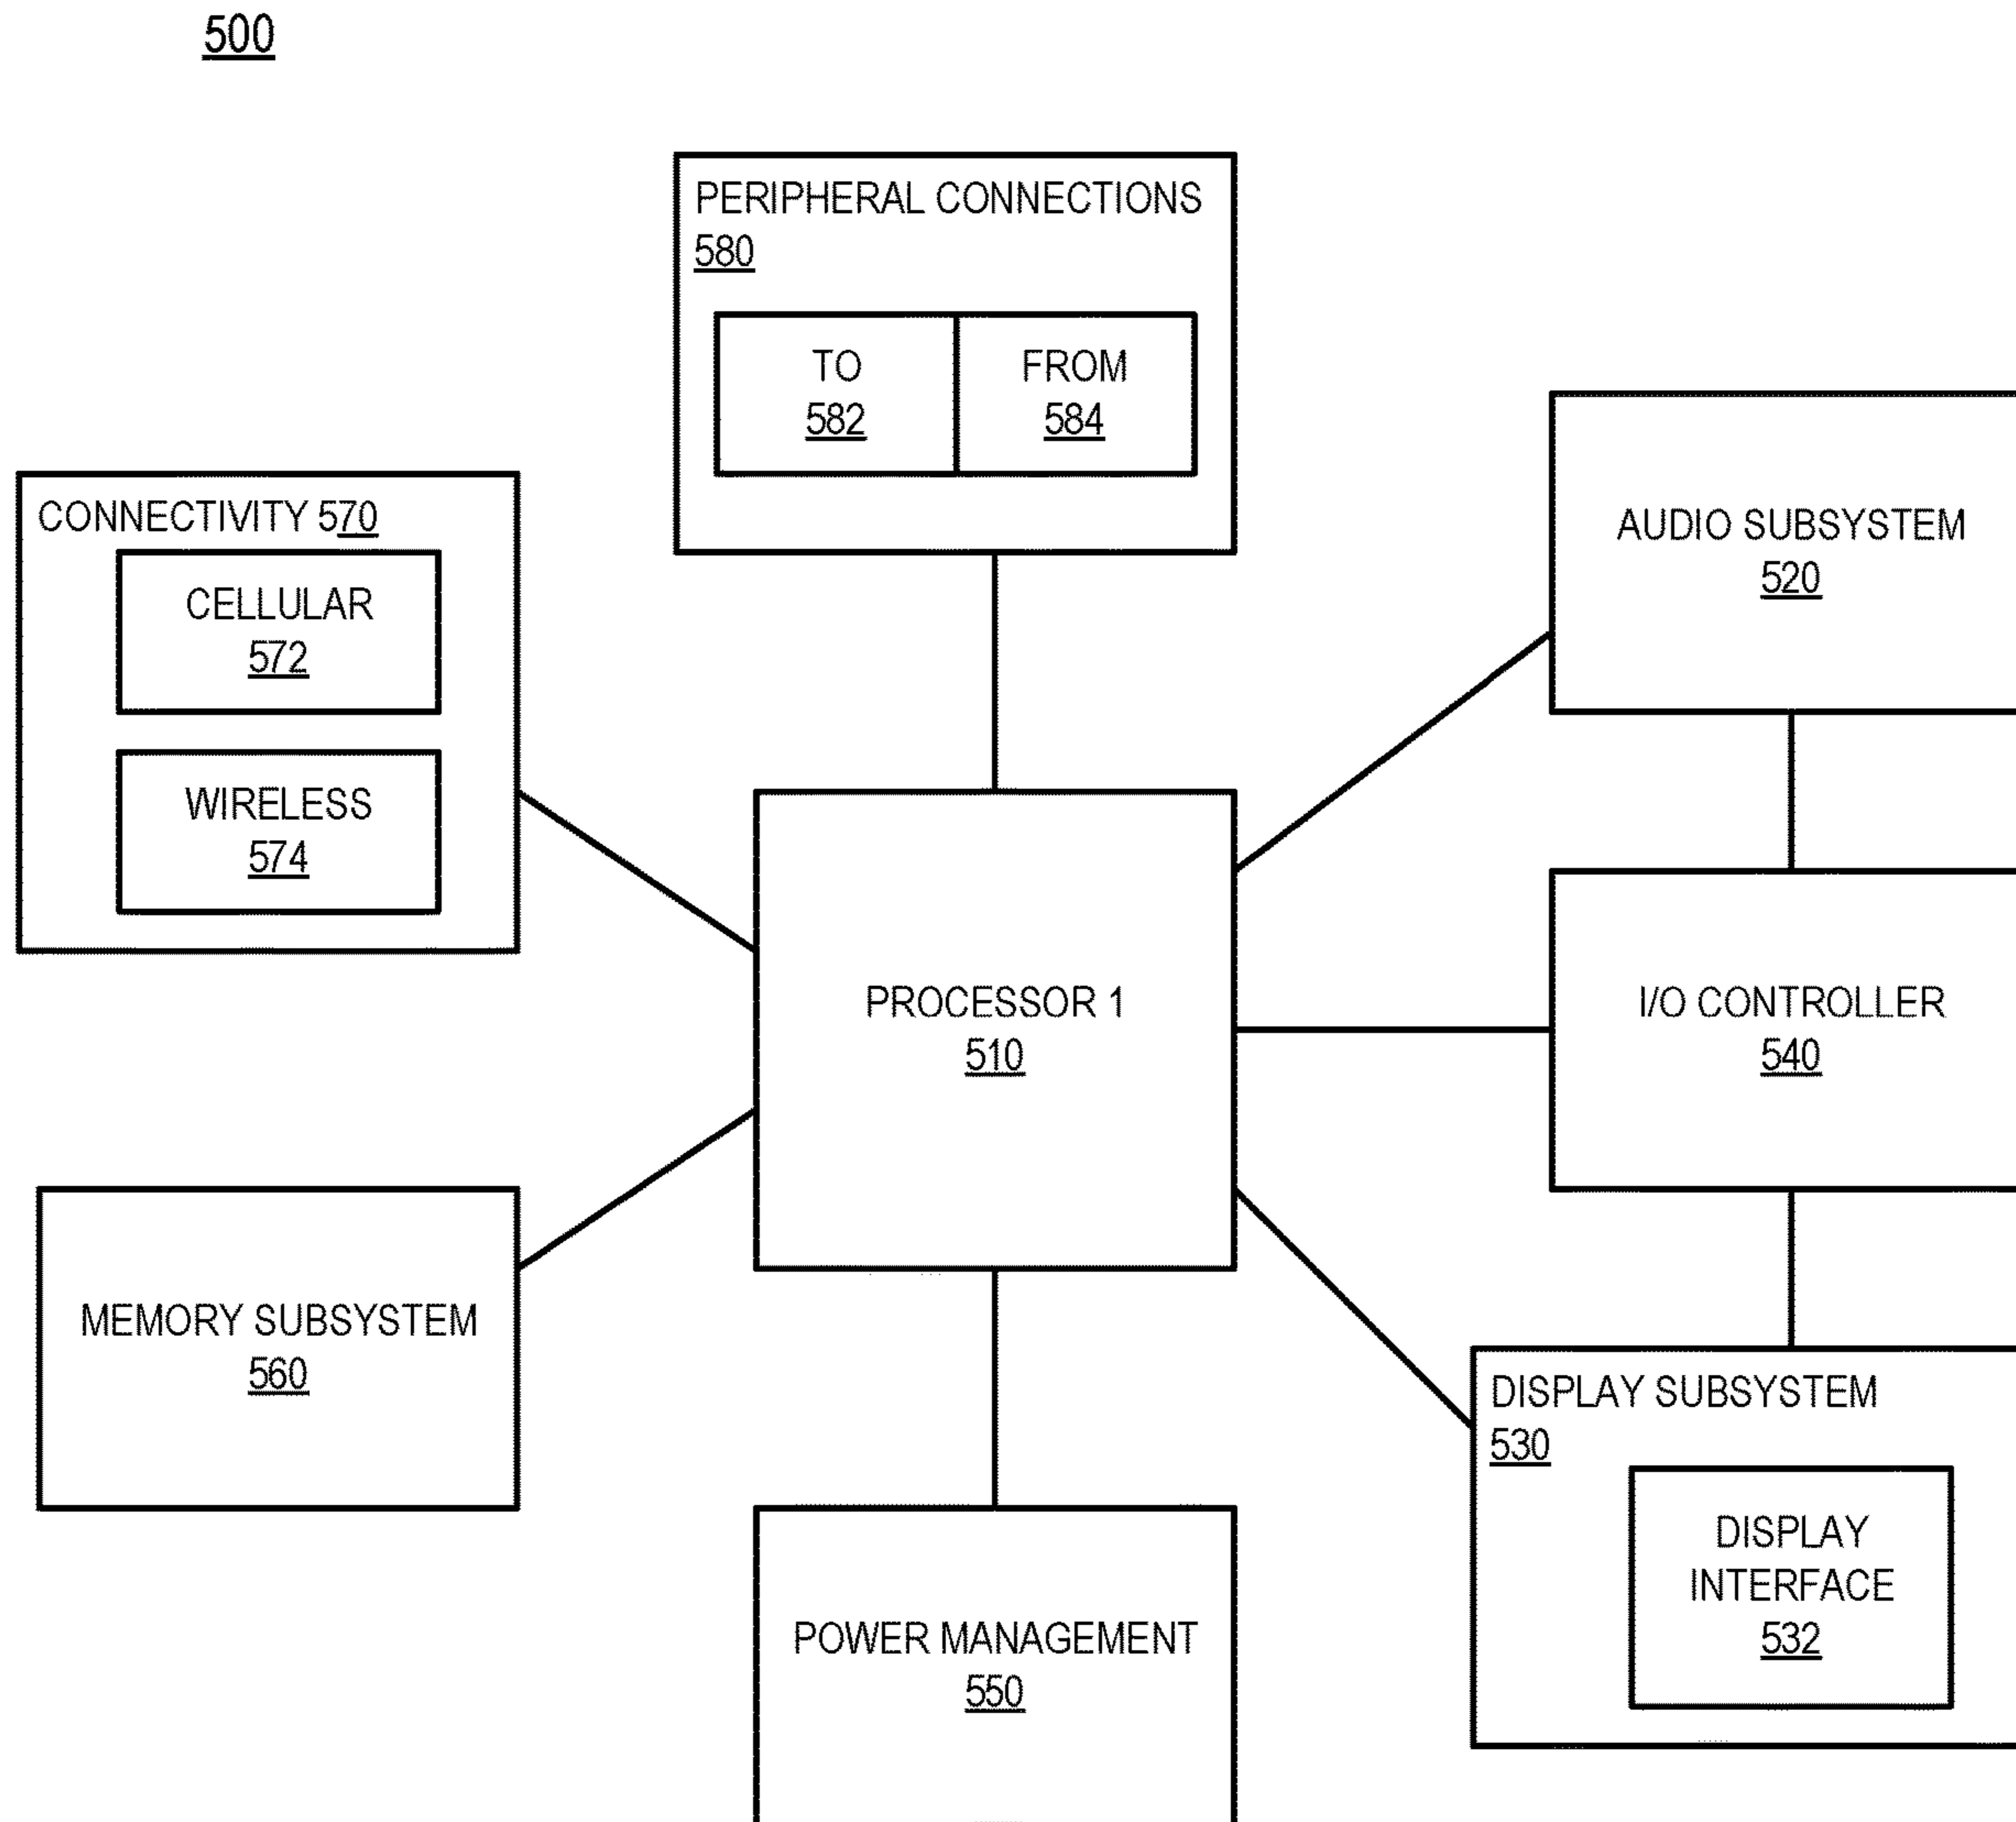 500
PERIPHERAL CONNECTIONS
580
TO
582
FROM
584
CONNECTIVITY 570
CELLULAR
572
WIRELESS
574
AUDIO SUBSYSTEM
520
PROCESSOR 1
510
I/O CONTROLLER
540
MEMORY SUBSYSTEM
560
DISPLAY SUBSYSTEM
530
DISPLAY
INTERFACE
532
POWER MANAGEMENT
550